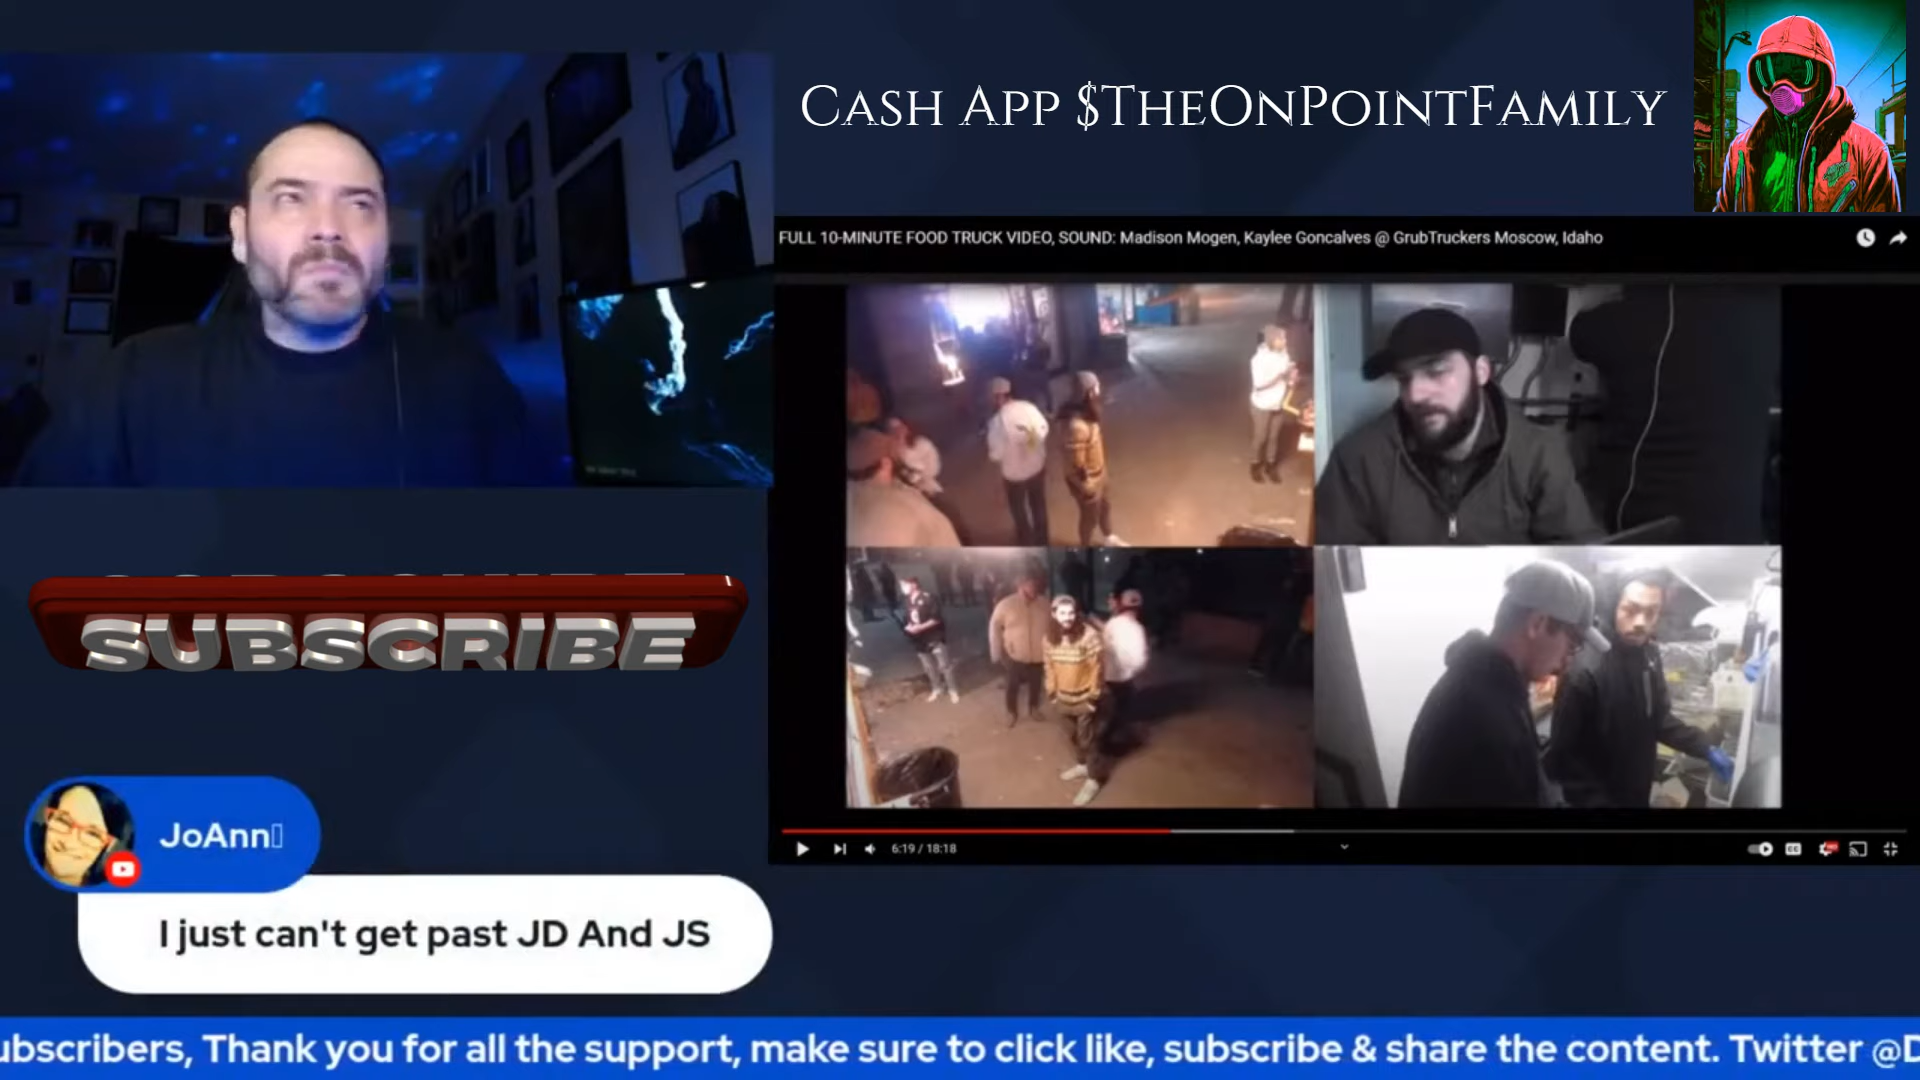 Cash App $TheOnPointFamily
FULL 10-MINUTE FOOD TRUCK VIDEO, SOUND: Madison Mogen, Kaylee Goncalves @ GrubTruckers Moscow, Idaho
SUBSCRIBE
JoAnn
I just can't get past JD And JS
6:19 / 18:18
ubscribers, Thank you for all the support, make sure to click like, subscribe & share the content. Twitter @D